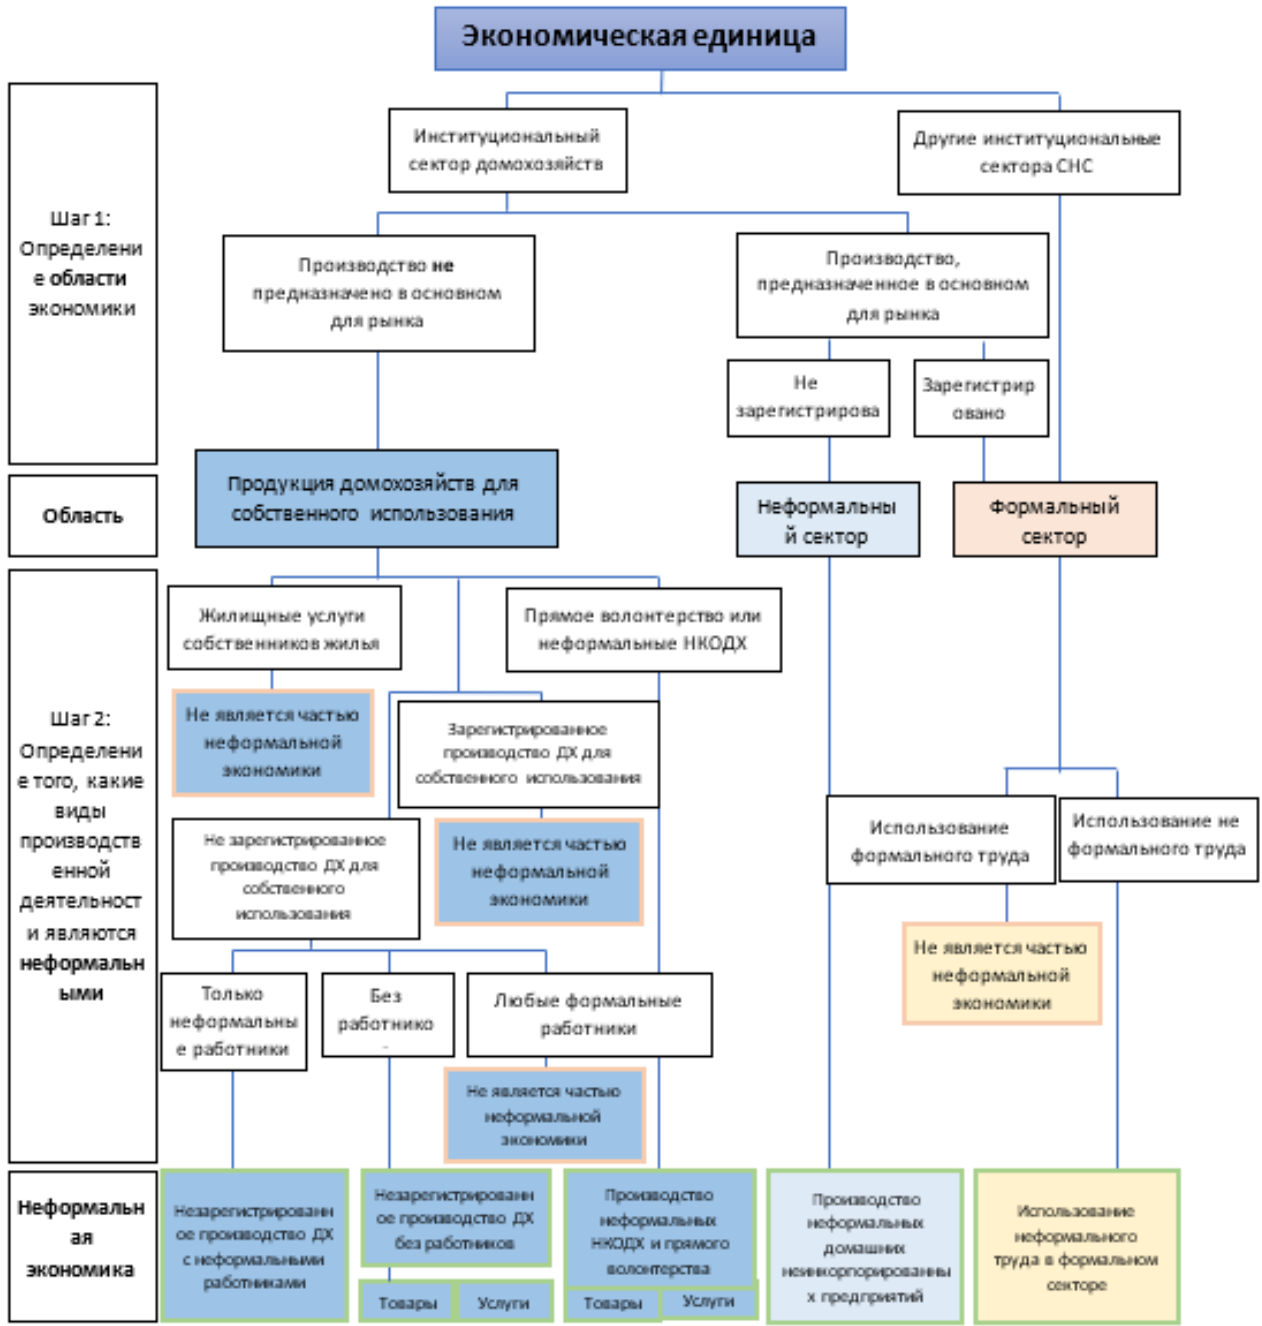 Экономическая единица
Институциональный
сектор домохозяйств
Другие институциональные
сектора СНС
Шаг 1:
Определени
е области
экономики
Производство не
предназначено в основном
для рынка
Производство,
предназначенное в основном
для рынка
Не
зарегистрирова
Зарегистрир
овано
Область
Продукция домохозяйств для
собственного использования
Неформальны
й сектор
Формальный
сектор
Шаг 2:
Определени
е того, какие
виды
производств
енной
деятельност
и являются
неформальн
ыми
Жилищные услуги
собственников жилья
Прямое волонтерство или
неформальные НКОДХ
Не является частью
неформальной
экономики
Зарегистрированное
производство ДХ для
собственного использования
Не зарегистрированное
производство ДХ для
собственного
использования
Не является частью
неформальной
экономики
Использование
формального труда
Использование не
формального труда
Не является частью
неформальной
экономики
Только
неформальны
е работники
Без
работнико
Любые формальные
работники
Не является частью
неформальной
экономики
Неформальн
ая
экономика
Незарегистрированн
ое производство ДХ
с неформальными
работниками
Незарегистрированн
ое производство ДХ
без работников
Товары
Услуги
Производство
неформальных
НКОДХ и прямого
волонтерства
Товары
Услуги
Производство
неформальных
домашних
неинкорпорированны
х предприятий
Использование
неформального
труда в формальном
секторе